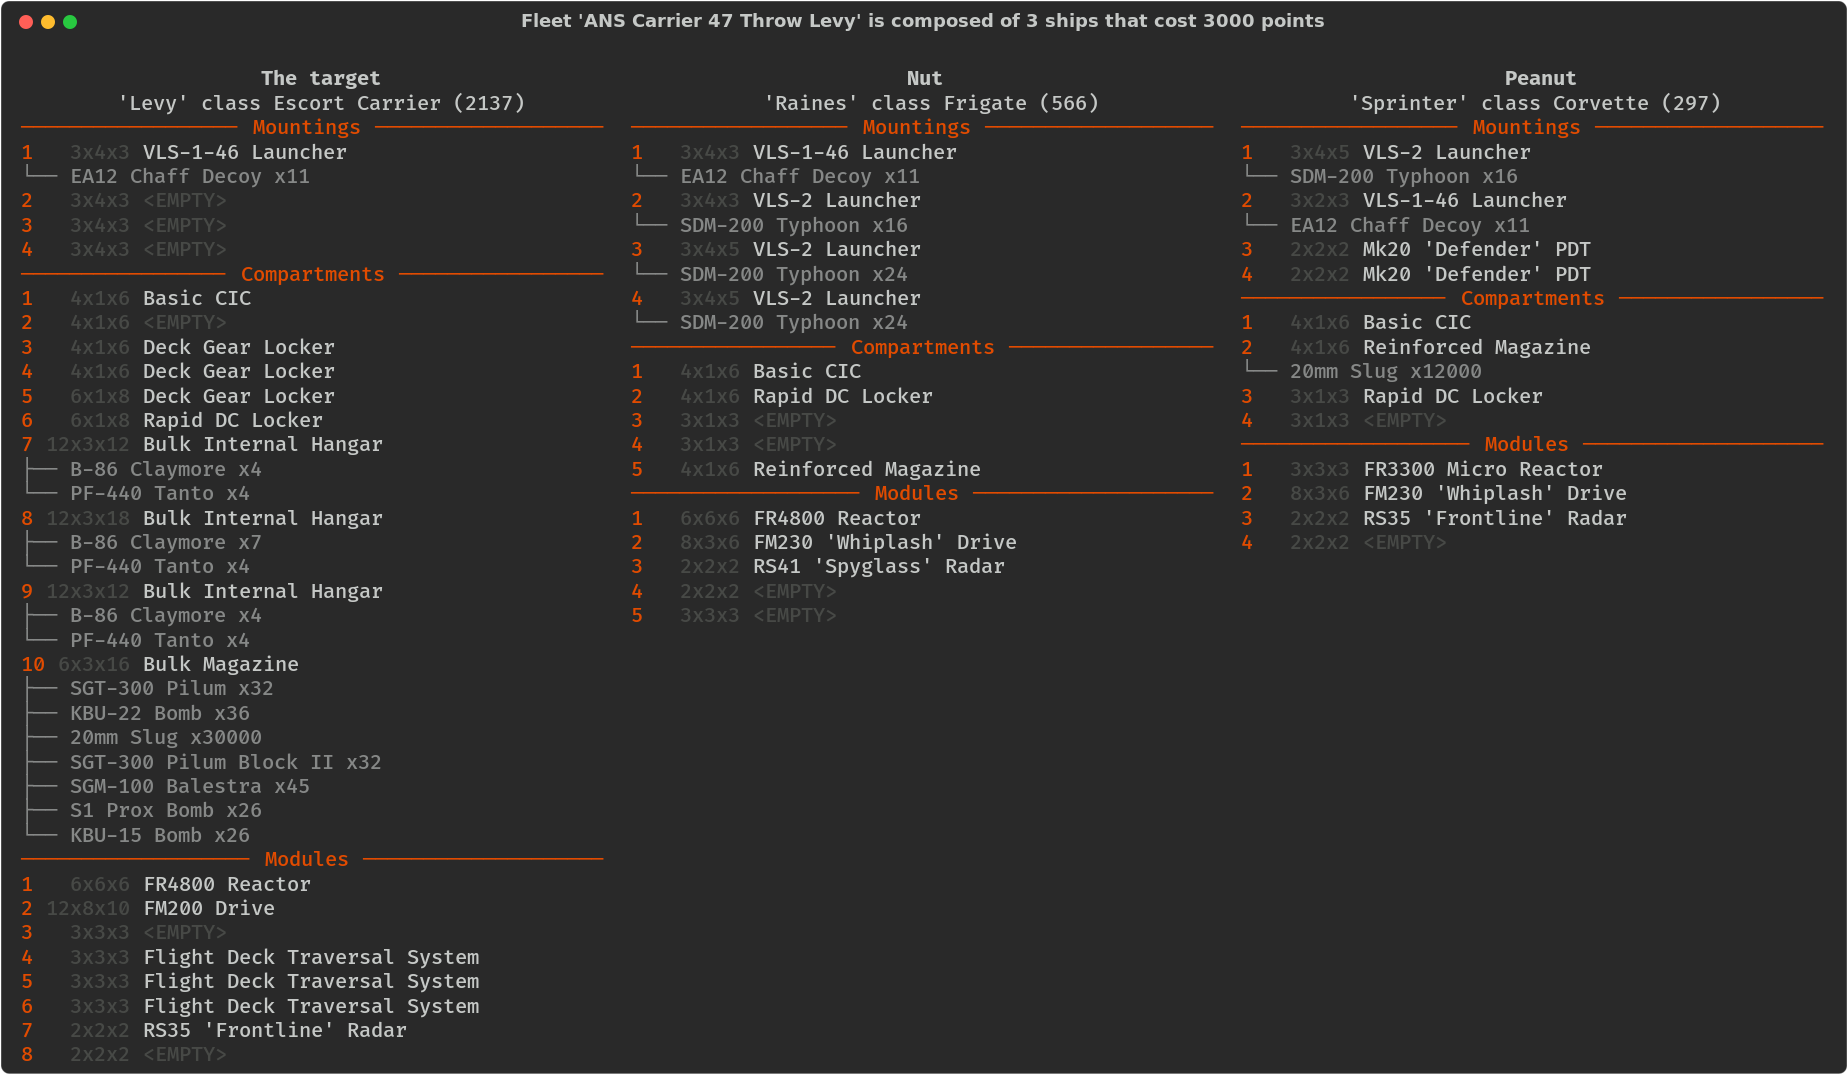 Fleet 'ANS Carrier 47 Throw Levy' is composed of 3 ships that cost 3000 points
The target
'Levy' class Escort Carrier (2137)
Mountings
1 3x4x3 VLS-1-46 Launcher
EA12 Chaff Decoy x11
2 3x4x3 <EMPTY>
3 3x4x3 <EMPTY>
4 3x4x3 <EMPTY>
Compartments
1 4x1x6 Basic CIC
2 4x1x6 <EMPTY>
3 4x1x6 Deck Gear Locker
4 4x1x6 Deck Gear Locker
5 6x1x8 Deck Gear Locker
6 6x1x8 Rapid DC Locker
7 12x3x12 Bulk Internal Hangar
B-86 Claymore x4
PF-440 Tanto x4
8 12x3x18 Bulk Internal Hangar
B-86 Claymore x7
PF-440 Tanto x4
9 12x3x12 Bulk Internal Hangar
B-86 Claymore x4
PF-440 Tanto x4
10 6x3x16 Bulk Magazine
SGT-300 Pilum x32
KBU-22 Bomb x36
20mm Slug x30000
SGT-300 Pilum Block II x32
SGM-100 Balestra x45
S1 Prox Bomb x26
KBU-15 Bomb x26
Modules
1 6x6x6 FR4800 Reactor
2 12x8x10 FM200 Drive
3 3x3x3 <EMPTY>
4 3x3x3 Flight Deck Traversal System
5 3x3x3 Flight Deck Traversal System
6 3x3x3 Flight Deck Traversal System
7 2x2x2 RS35 'Frontline' Radar
8 2x2x2 <EMPTY>
Nut
'Raines' class Frigate (566)
Mountings
1 3x4x3 VLS-1-46 Launcher
EA12 Chaff Decoy x11
2 3x4x3 VLS-2 Launcher
SDM-200 Typhoon x16
3 3x4x5 VLS-2 Launcher
SDM-200 Typhoon x24
4 3x4x5 VLS-2 Launcher
SDM-200 Typhoon x24
Compartments
1 4x1x6 Basic CIC
2 4x1x6 Rapid DC Locker
3 3x1x3 <EMPTY>
4 3x1x3 <EMPTY>
5 4x1x6 Reinforced Magazine
Modules
1 6x6x6 FR4800 Reactor
2 8x3x6 FM230 'Whiplash' Drive
3 2x2x2 RS41 'Spyglass' Radar
4 2x2x2 <EMPTY>
5 3x3x3 <EMPTY>
Peanut
'Sprinter' class Corvette (297)
Mountings
1 3x4x5 VLS-2 Launcher
SDM-200 Typhoon x16
2 3x2x3 VLS-1-46 Launcher
EA12 Chaff Decoy x11
3 2x2x2 Mk20 'Defender' PDT
4 2x2x2 Mk20 'Defender' PDT
Compartments
1 4x1x6 Basic CIC
2 4x1x6 Reinforced Magazine
20mm Slug x12000
3 3x1x3 Rapid DC Locker
4 3x1x3 <EMPTY>
Modules
1 3x3x3 FR3300 Micro Reactor
2 8x3x6 FM230 'Whiplash' Drive
3 2x2x2 RS35 'Frontline' Radar
4 2x2x2 <EMPTY>